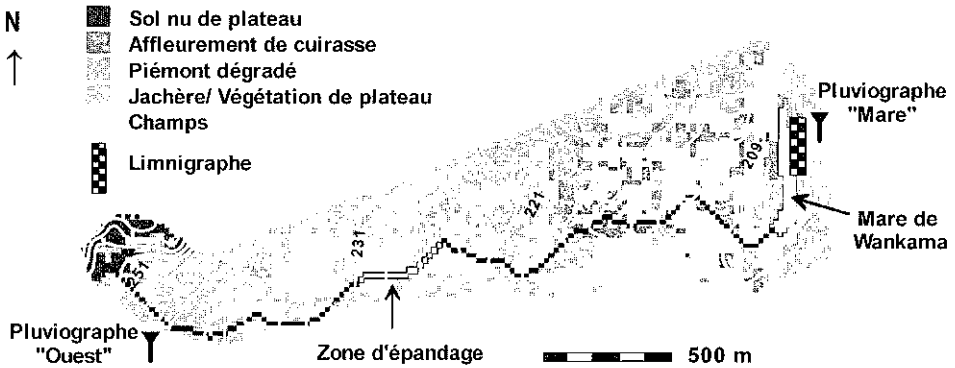 N
Sol nu de plateau
Affleurement de cuirasse
Piémont dégradé
Jachère/ Végétation de plateau
Champs
Limnigraphe
Pluviographe
"Mare"
209
221
231
251
Mare de
Wankama
Pluviographe
"Ouest"
Zone d'épandage
500 m